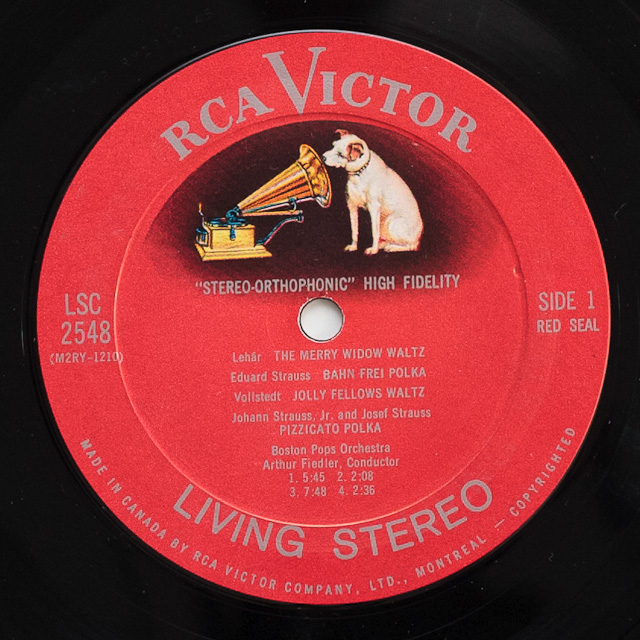 RCA VICTOR
"STEREO-ORTHOPHONIC" HIGH FIDELITY
LSC
2548
(M2RY-1210)
SIDE 1
RED SEAL
Lehár THE MERRY WIDOW WALTZ
Eduard Strauss BAHN FREI POLKA
Vollstedt JOLLY FELLOWS WALTZ
Johann Strauss, Jr. and Josef Strauss
PIZZICATO POLKA
Boston Pops Orchestra
Arthur Fiedler, Conductor
1. 5:45 2. 2:08
3. 7:48 4. 2:36
LIVING STEREO
MADE IN CANADA BY RCA VICTOR COMPANY, LTD., MONTREAL — COPYRIGHTED